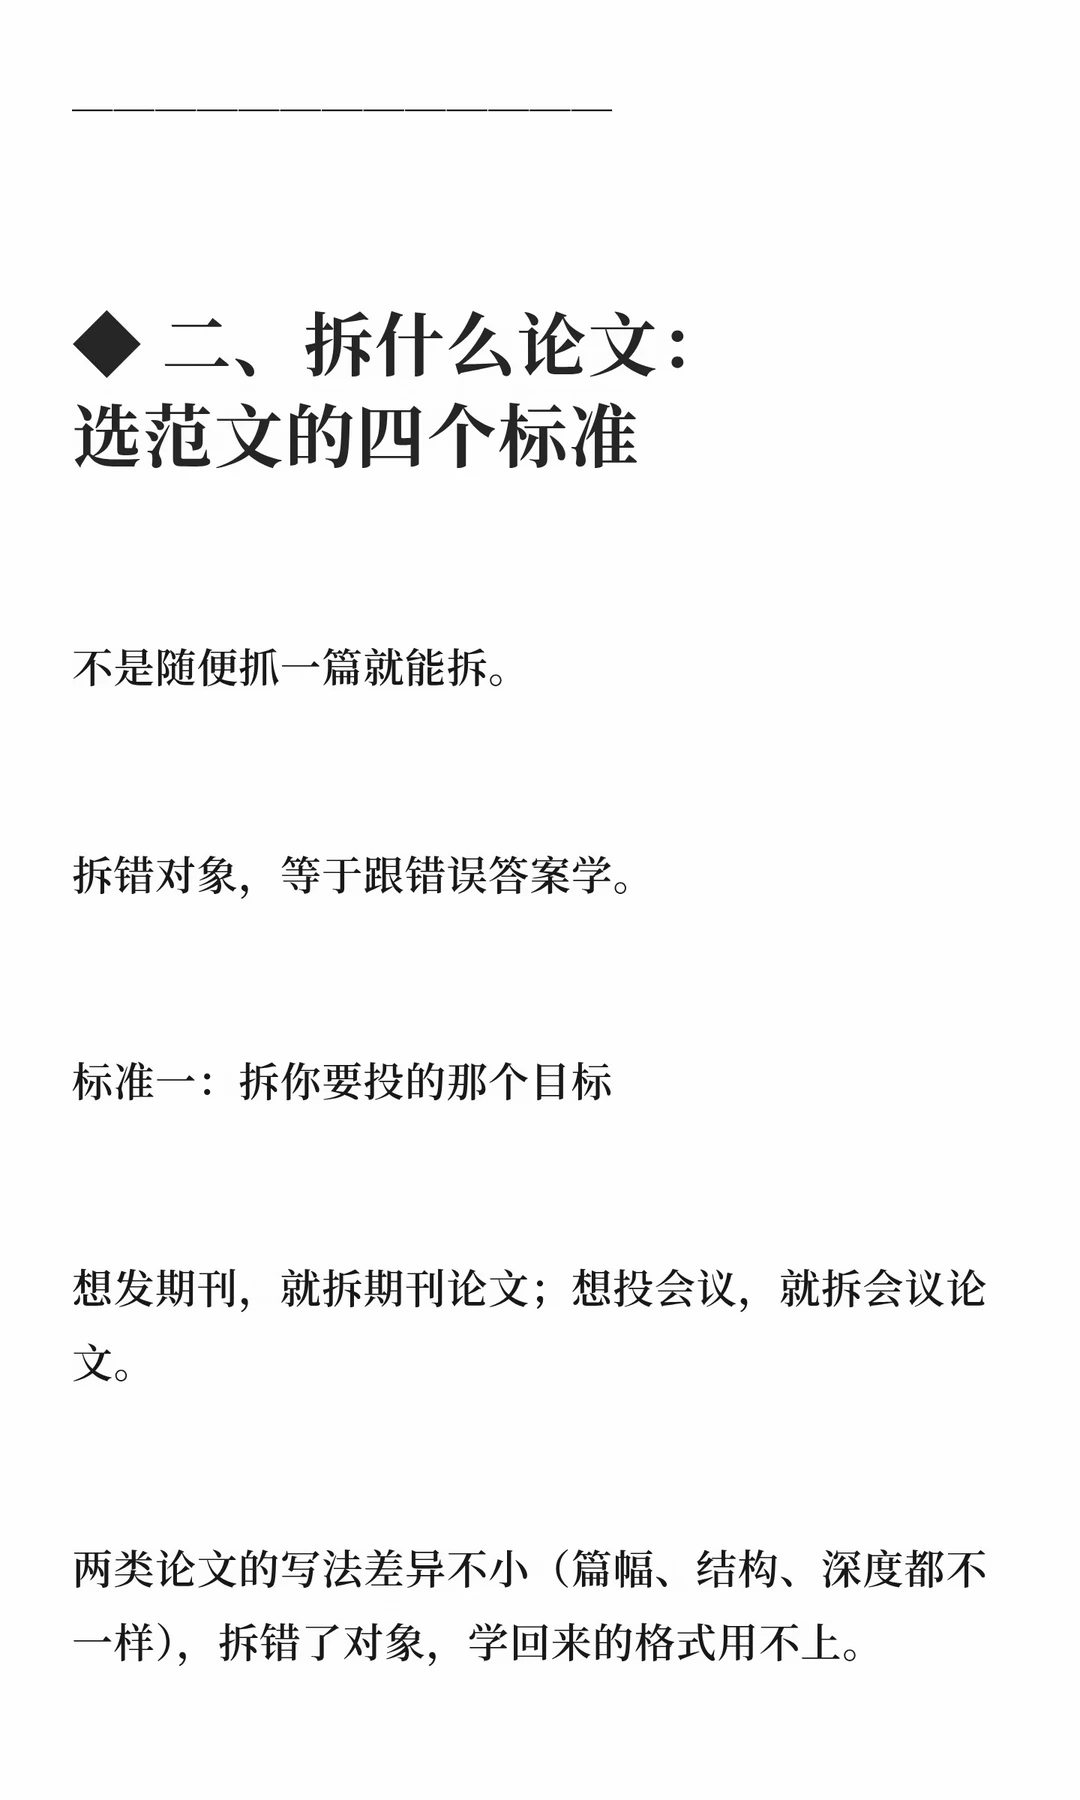 ◆ 二、拆什么论文：
选范文的四个标准
不是随便抓一篇就能拆。
拆错对象，等于跟错误答案学。
标准一：拆你要投的那个目标
想发期刊，就拆期刊论文；想投会议，就拆会议论
文。
两类论文的写法差异不小（篇幅、结构、深度都不
一样），拆错了对象，学回来的格式用不上。